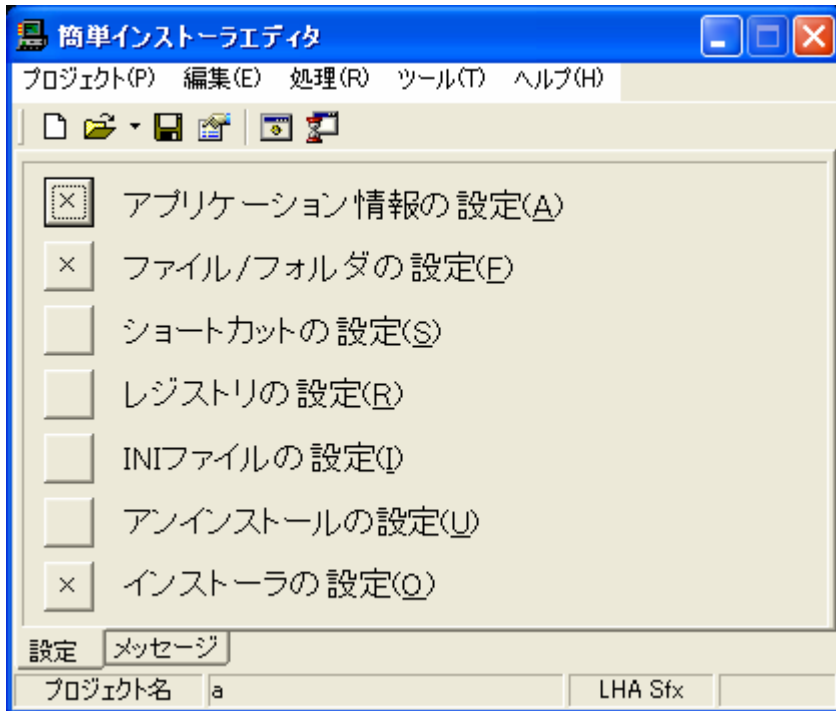 簡単インストーラエディタ
プロジェクト(P) 編集(E) 処理(R) ツール(T) ヘルプ(H)
アプリケーション情報の設定(A)
ファイル/フォルダの設定(F)
ショートカットの設定(S)
レジストリの設定(R)
INIファイルの設定(I)
アンインストールの設定(U)
インストーラの設定(O)
設定 メッセージ
プロジェクト名 a LHA Sfx